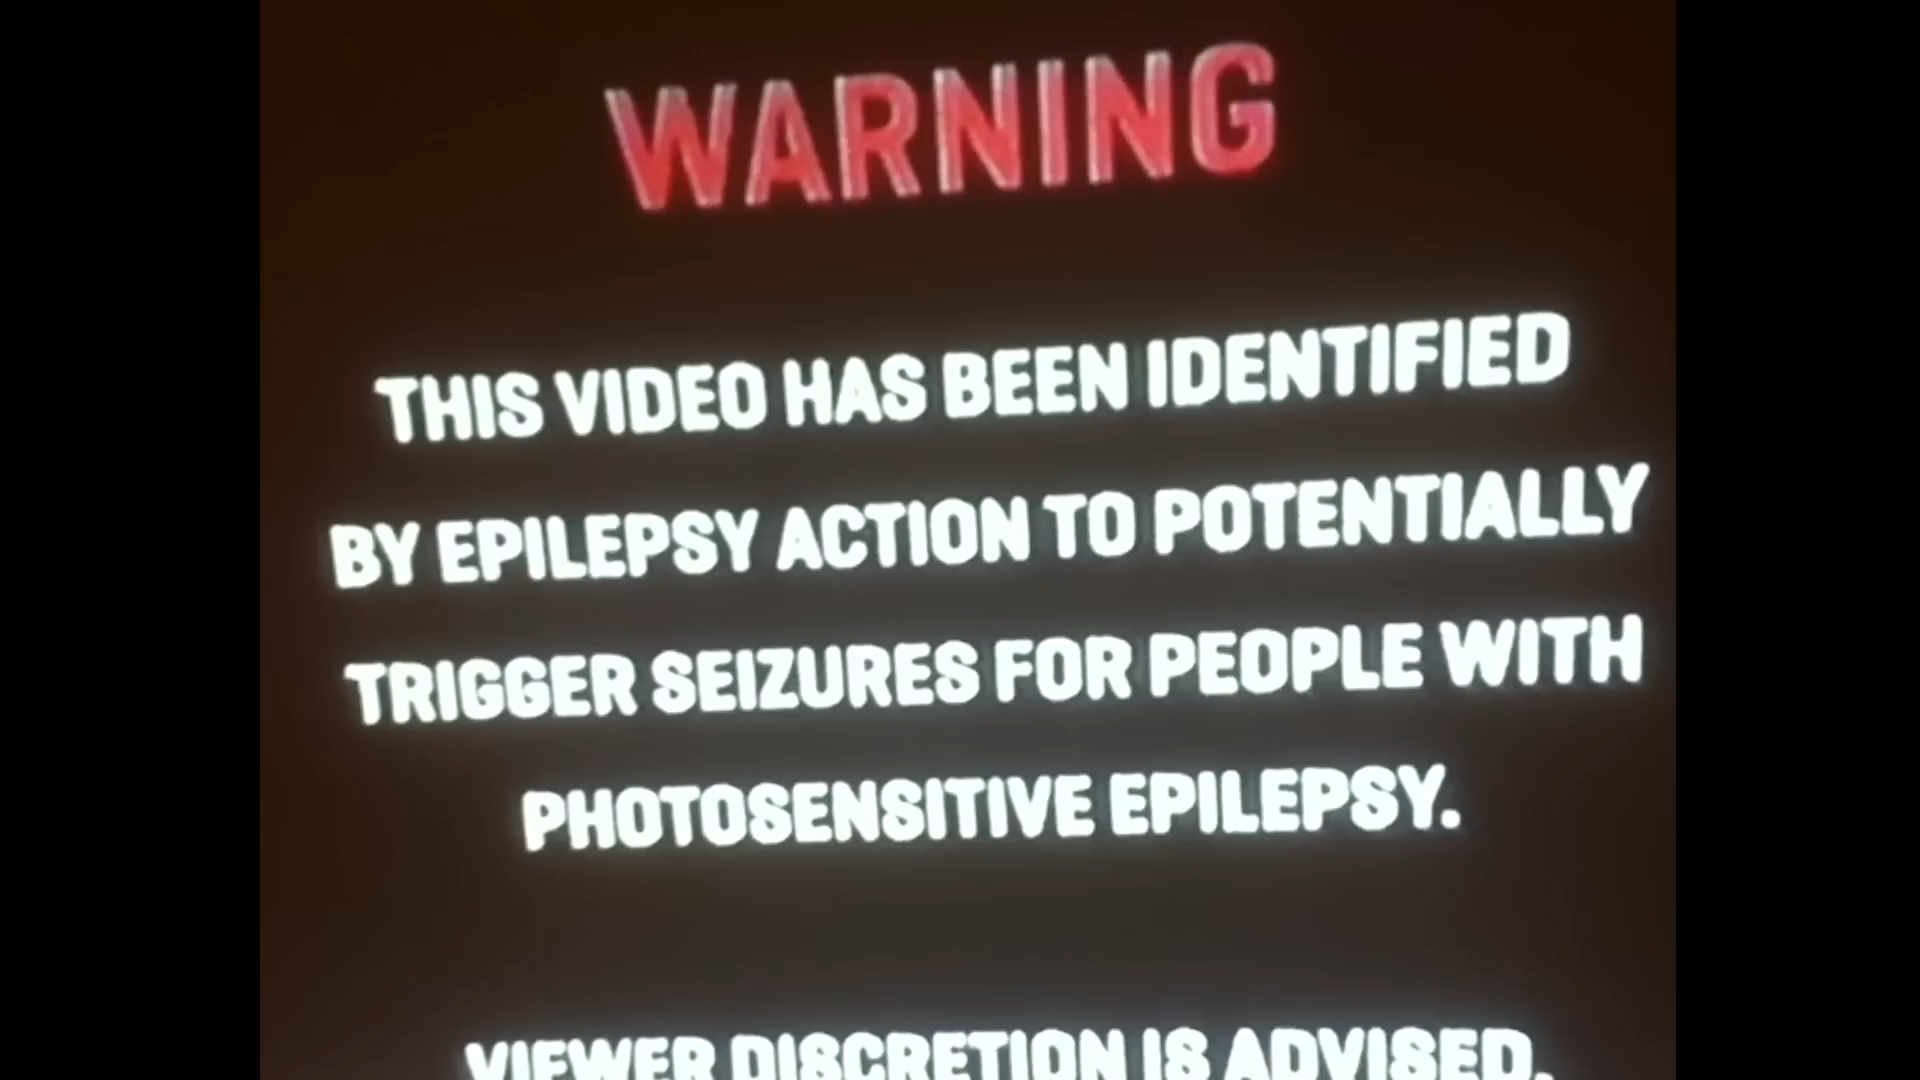 WARNING
THIS VIDEO HAS BEEN IDENTIFIED
BY EPILEPSY ACTION TO POTENTIALLY
TRIGGER SEIZURES FOR PEOPLE WITH
PHOTOSENSITIVE EPILEPSY.
VIEWER DISCRETION IS ADVISED.